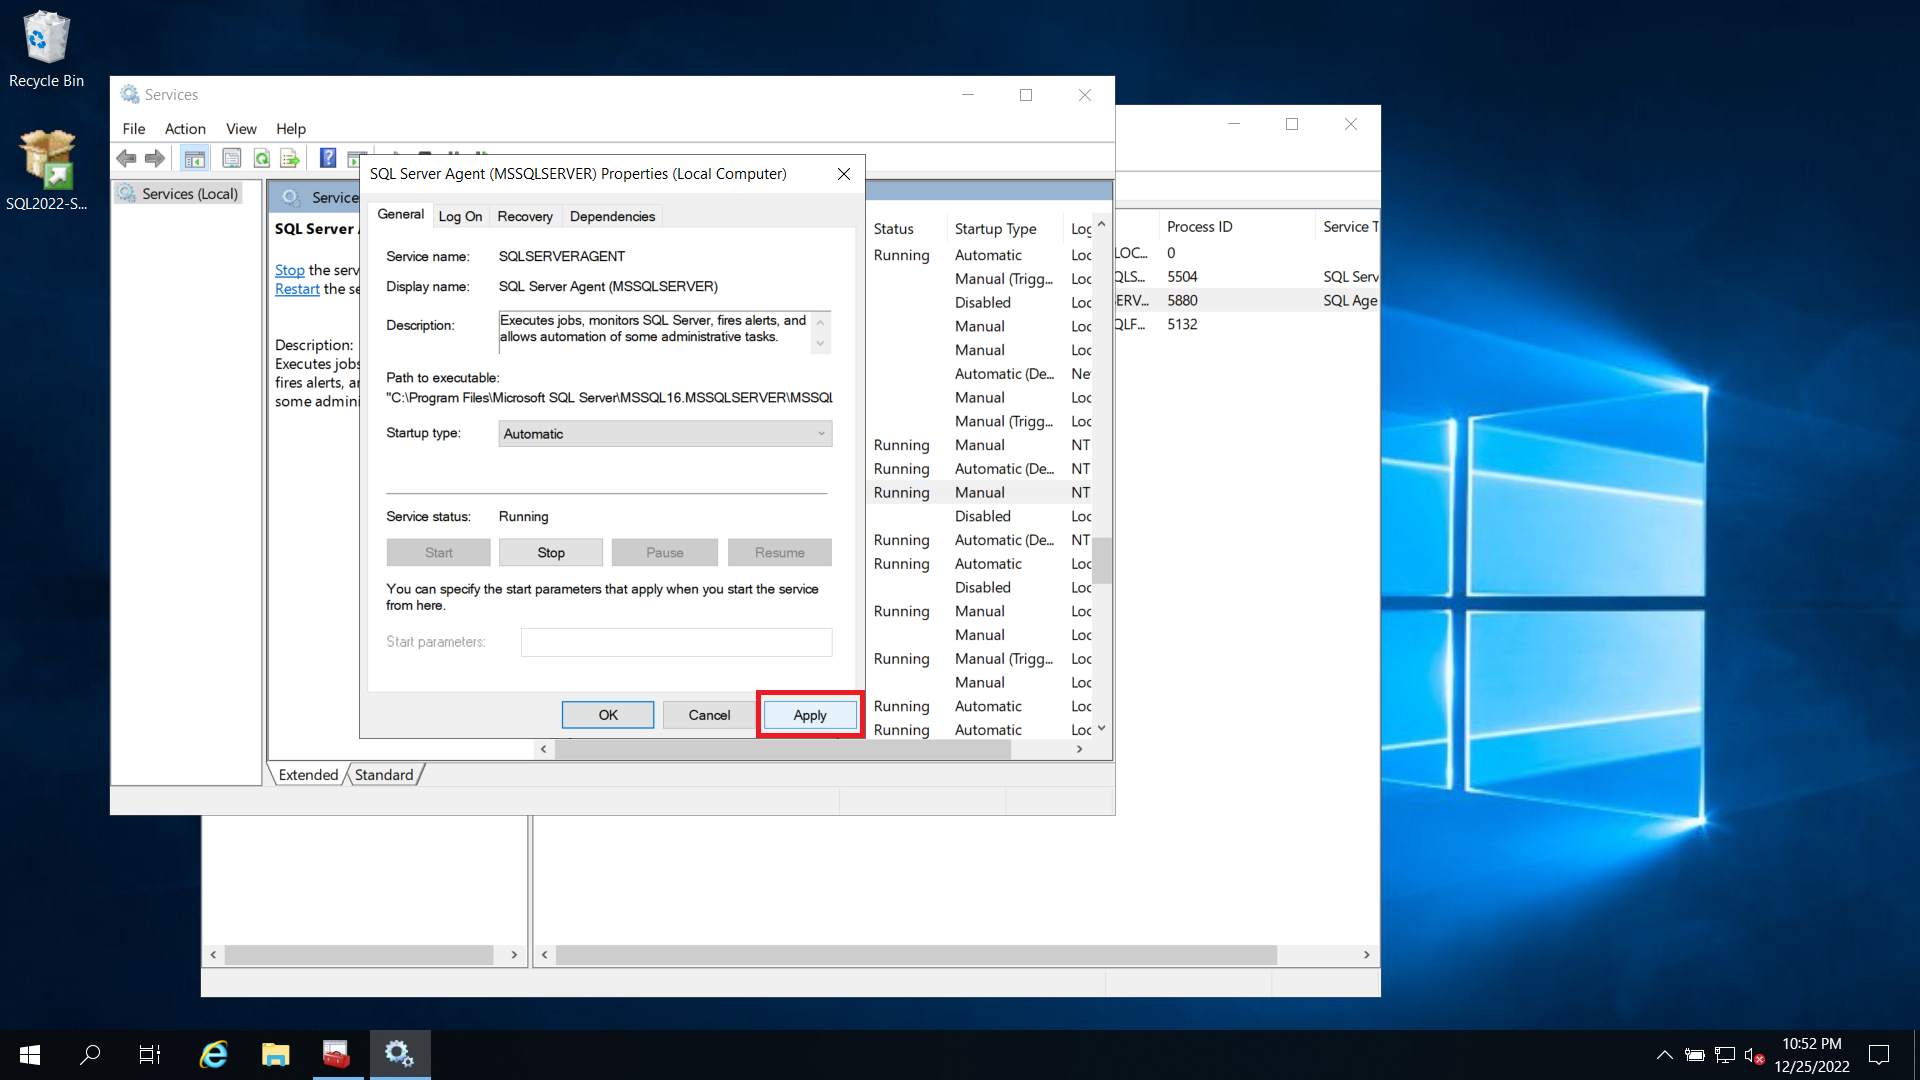 Recycle Bin
SQL2022-S...
Services
File Action View Help
Services (Local)
SQL Server
Stop the
Restart the
Description:
Executes jobs
fires alerts,
some
SQL Server Agent (MSSQLSERVER) Properties (Local Computer)
General Log On Recovery Dependencies
Service name: SQLSERVERAGENT
Display name: SQL Server Agent (MSSQLSERVER)
Description: Executes jobs, monitors SQL Server, fires alerts, and
allows automation of some administrative tasks.
Path to executable:
"C:\Program Files\Microsoft SQL Server\MSSQL16.MSSQLSERVER\MSSQL
Startup type: Automatic
Service status: Running
Start Stop Pause Resume
You can specify the start parameters that apply when you start the service
from here.
Start parameters:
OK Cancel Apply
Status Startup Type Log
Running Automatic Loc
Manual (Trigg... Loc
Disabled Loc
Manual Loc
Manual Loc
Automatic (De... Ne
Manual Loc
Manual (Trigg... Loc
Running Manual NT
Running Automatic (De... NT
Running Manual NT
Disabled Loc
Running Automatic (De... NT
Running Automatic Loc
Disabled Loc
Running Manual Loc
Manual Loc
Running Manual (Trigg... Loc
Manual Loc
Running Automatic Loc
Running Automatic Loc
Extended Standard
Process ID Service T
LOC... 0
QLS... 5504 SQL Serv
ERV... 5880 SQL Age
QLF... 5132
10:52 PM
12/25/2022